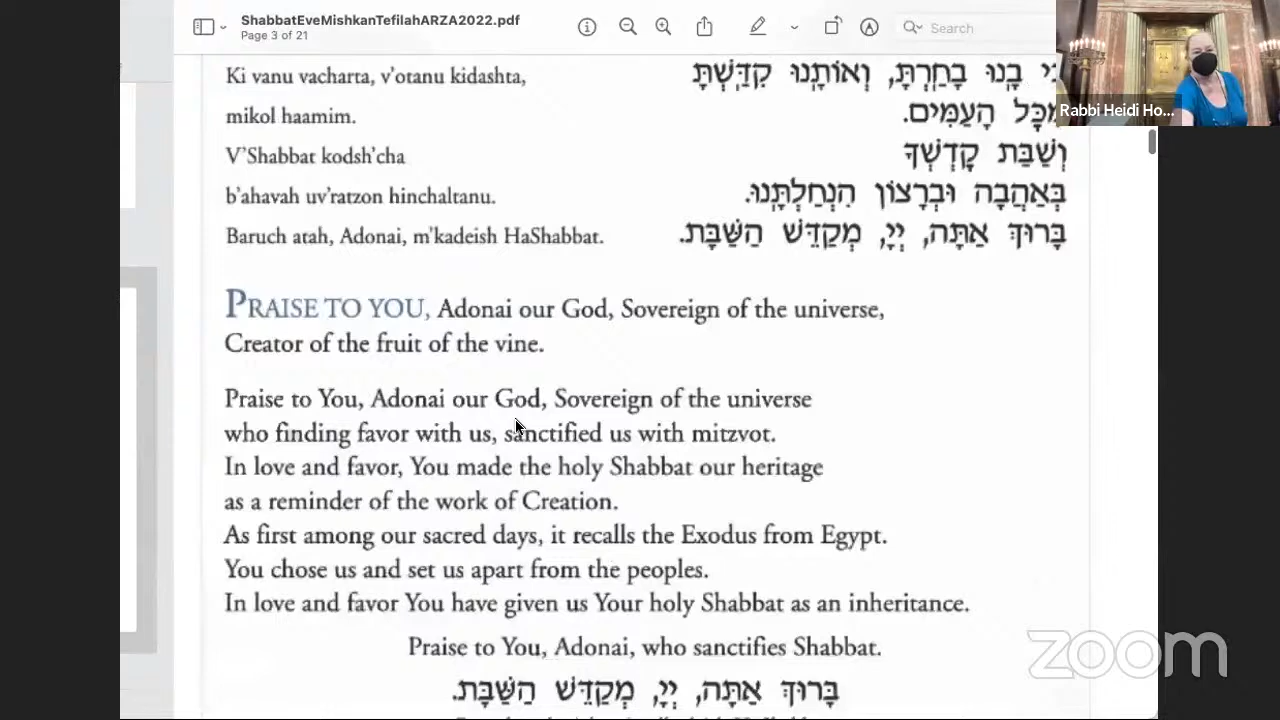 ShabbatEveMishkanTefilahARZA2022.pdf
Page 3 of 21
Search
Rabbi Heidi Ho...
Ki vanu vacharta, v'otanu kidashta,
בָֽנוּ בָחַֽרְתָּ, וְאוֹתָֽנוּ קִדַּֽשְׁתָּ
mikol haamim.
מִכָּל הָעַמִּים.
V'Shabbat kodsh'cha
וְשַׁבַּת קָדְשְׁךָ
b'ahavah uv'ratzon hinchaltanu.
בְּאַהֲבָה וּבְרָצוֹן הִנְחַלְתָּֽנוּ.
Baruch atah, Adonai, m'kadeish HaShabbat.
בָּרוּךְ אַתָּה, יְיָ, מְקַדֵּשׁ הַשַּׁבָּת.
PRAISE TO YOU, Adonai our God, Sovereign of the universe,
Creator of the fruit of the vine.
Praise to You, Adonai our God, Sovereign of the universe
who finding favor with us, sanctified us with mitzvot.
In love and favor, You made the holy Shabbat our heritage
as a reminder of the work of Creation.
As first among our sacred days, it recalls the Exodus from Egypt.
You chose us and set us apart from the peoples.
In love and favor You have given us Your holy Shabbat as an inheritance.
Praise to You, Adonai, who sanctifies Shabbat.
בָּרוּךְ אַתָּה, יְיָ, מְקַדֵּשׁ הַשַּׁבָּת.
zoom